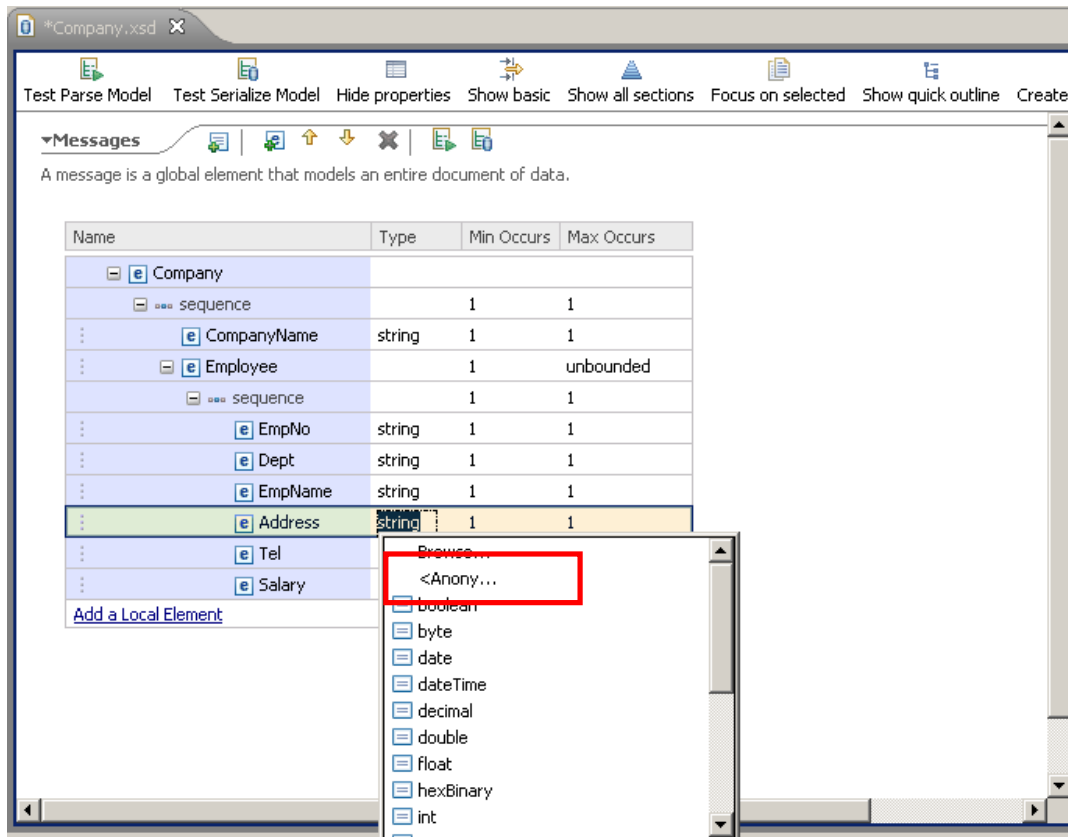 *Company.xsd
Test Parse Model Test Serialize Model Hide properties Show basic Show all sections Focus on selected Show quick outline Create
Messages
A message is a global element that models an entire document of data.
Name Type Min Occurs Max Occurs
e Company
sequence 1 1
e CompanyName string 1 1
e Employee 1 unbounded
sequence 1 1
e EmpNo string 1 1
e Dept string 1 1
e EmpName string 1 1
e Address string 1 1
e Tel
e Salary
Add a Local Element
Browse...
<Anony...
boolean
byte
date
dateTime
decimal
double
float
hexBinary
int